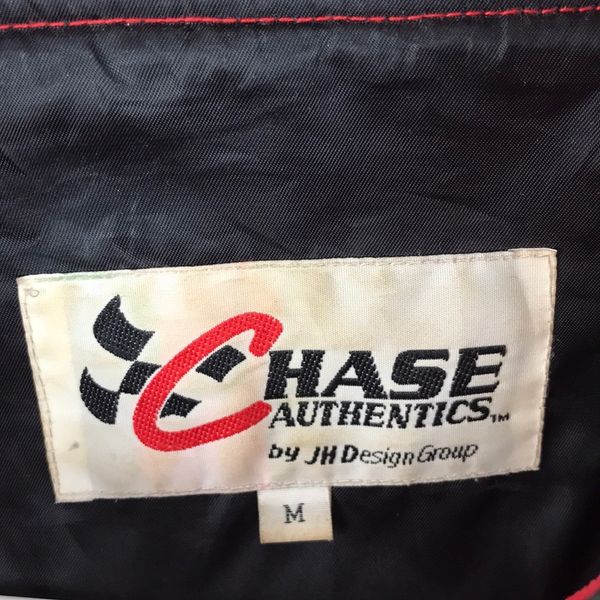 CHASE
AUTHENTICS™
by JH Design Group
M